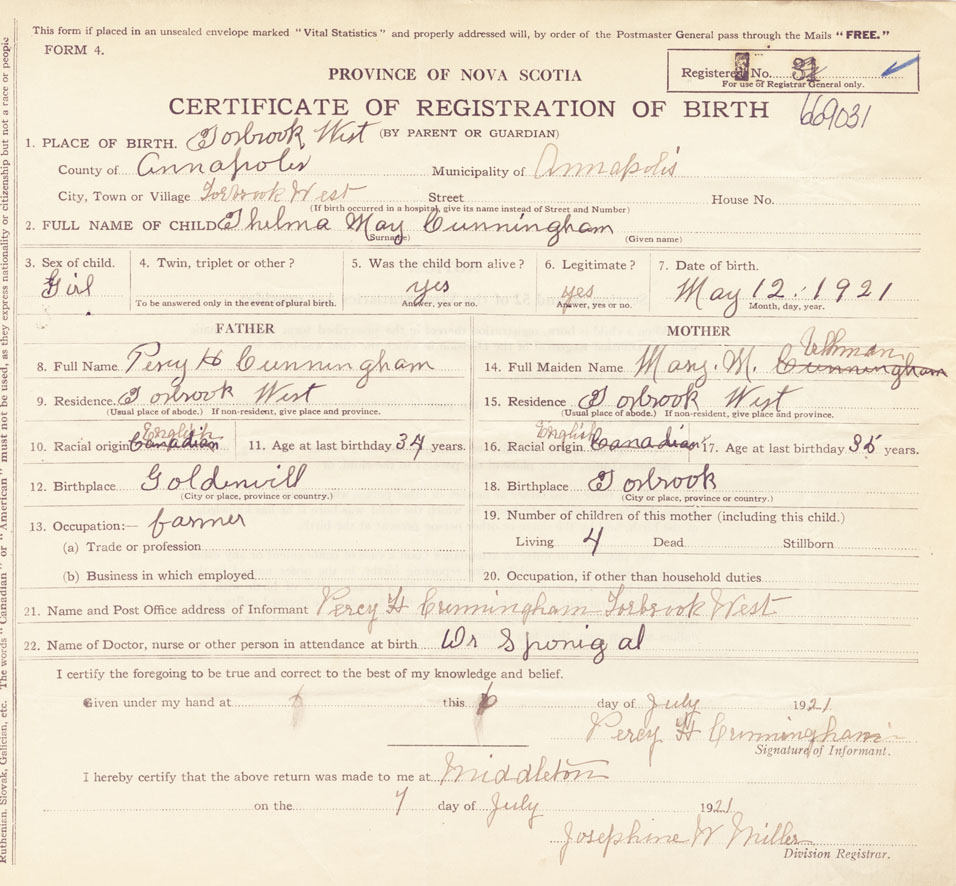 This form if placed in an unsealed envelope marked "Vital Statistics" and properly addressed will, by order of the Postmaster General pass through the Mails "FREE."
FORM 4.
PROVINCE OF NOVA SCOTIA
Registered No. 31
For use of Registrar General only.
CERTIFICATE OF REGISTRATION OF BIRTH 669031
(BY PARENT OR GUARDIAN)
1. PLACE OF BIRTH. Torbrook West
County of Annapolis Municipality of Annapolis
City, Town or Village Torbrook West Street House No.
(If birth occurred in a hospital, give its name instead of Street and Number)
2. FULL NAME OF CHILD Thelma May Cunningham
(Surname) (Given name)
3. Sex of child. 4. Twin, triplet or other? 5. Was the child born alive? 6. Legitimate? 7. Date of birth.
Girl yes yes May 12. 1921
To be answered only in the event of plural birth. Answer, yes or no. Answer, yes or no. Month, day, year.
FATHER MOTHER
8. Full Name Percy H Cunningham 14. Full Maiden Name Mary. M. Cunningham
9. Residence. Torbrook West 15. Residence Torbrook West
(Usual place of abode.) If non-resident, give place and province. (Usual place of abode.) If non-resident, give place and province.
English English
10. Racial origin Canadian 11. Age at last birthday 34 years. 16. Racial origin Canadian 17. Age at last birthday 35 years.
12. Birthplace Goldenvill 18. Birthplace Torbrook
(City or place, province or country.) (City or place, province or country.)
13. Occupation:— farmer 19. Number of children of this mother (including this child.)
(a) Trade or profession Living 4 Dead Stillborn
(b) Business in which employed 20. Occupation, if other than household duties
21. Name and Post Office address of Informant Percy H Cunningham Torbrook West
22. Name of Doctor, nurse or other person in attendance at birth Dr Sponigal
I certify the foregoing to be true and correct to the best of my knowledge and belief.
Given under my hand at this 6 day of July 1921
Percy H Cunningham
Signature of Informant.
I hereby certify that the above return was made to me at Middleton
on the 7 day of July 1921
Josephine W Miller
Division Registrar.
Ruthenian, Slovak, Galician, etc. The words "Canadian" or "American" must not be used, as they express nationality or citizenship but not a race or people